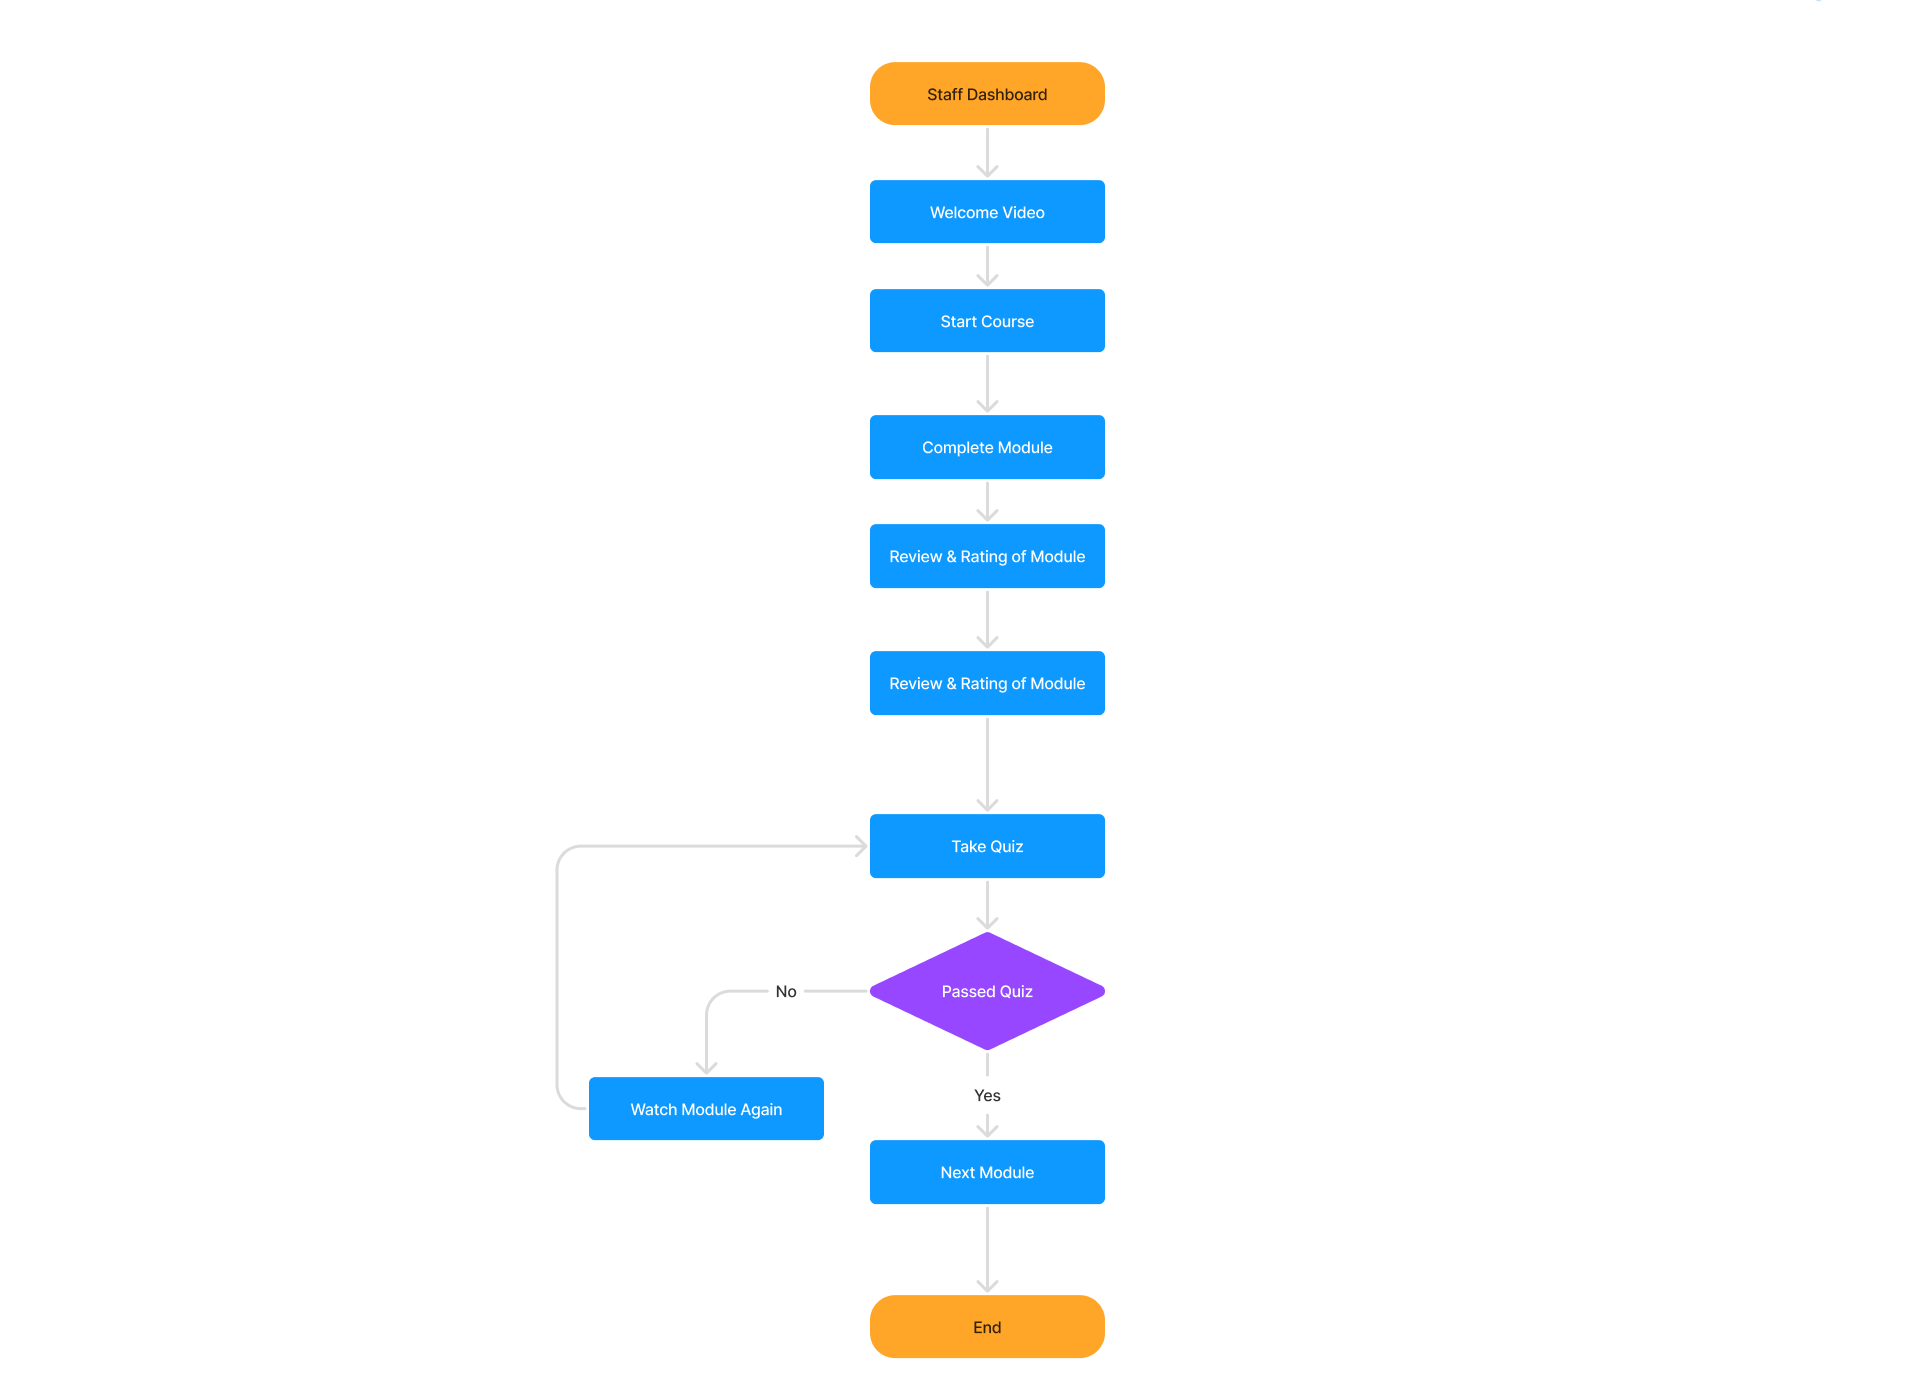 Staff Dashboard
Welcome Video
Start Course
Complete Module
Review & Rating of Module
Review & Rating of Module
Take Quiz
Passed Quiz
No
Yes
Watch Module Again
Next Module
End